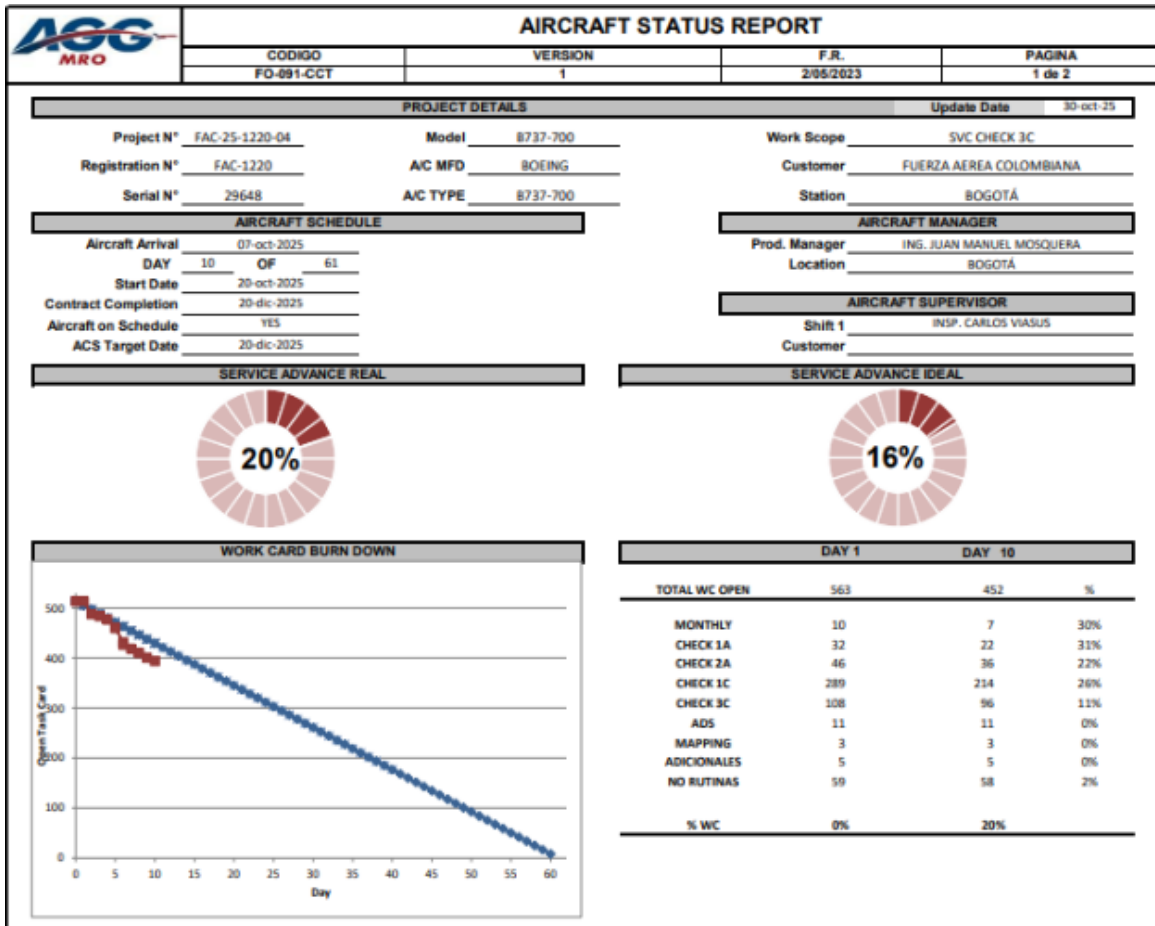 AGG
MRO
AIRCRAFT STATUS REPORT
CODIGO VERSION F.R. PAGINA
FO-091-CCT 1 2/05/2023 1 de 2
PROJECT DETAILS Update Date 30-oct-25
Project N° FAC-25-1220-04 Model B737-700 Work Scope SVC CHECK 3C
Registration N° FAC-1220 A/C MFD BOEING Customer FUERZA AEREA COLOMBIANA
Serial N° 29648 A/C TYPE B737-700 Station BOGOTÁ
AIRCRAFT SCHEDULE AIRCRAFT MANAGER
Aircraft Arrival 07-oct-2025 Prod. Manager ING. JUAN MANUEL MOSQUERA
DAY 10 OF 61 Location BOGOTÁ
Start Date 20-oct-2025
Contract Completion 20-dic-2025 AIRCRAFT SUPERVISOR
Aircraft on Schedule YES Shift 1 INSP. CARLOS VIASUS
ACS Target Date 20-dic-2025 Customer
SERVICE ADVANCE REAL SERVICE ADVANCE IDEAL
20% 16%
WORK CARD BURN DOWN
500
400
300
200
100
0
Open Task Card
0 5 10 15 20 25 30 35 40 45 50 55 60
Day
DAY 1 DAY 10
TOTAL WC OPEN 563 452 %
MONTHLY 10 7 30%
CHECK 1A 32 22 31%
CHECK 2A 46 36 22%
CHECK 1C 289 214 26%
CHECK 3C 108 96 11%
ADS 11 11 0%
MAPPING 3 3 0%
ADICIONALES 5 5 0%
NO RUTINAS 59 58 2%
% WC 0% 20%